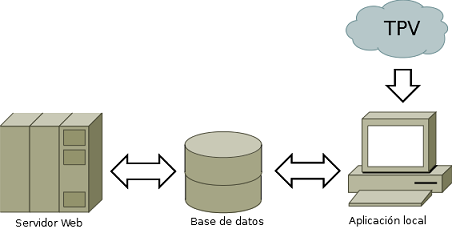 TPV
Servidor Web
Base de datos
Aplicación local